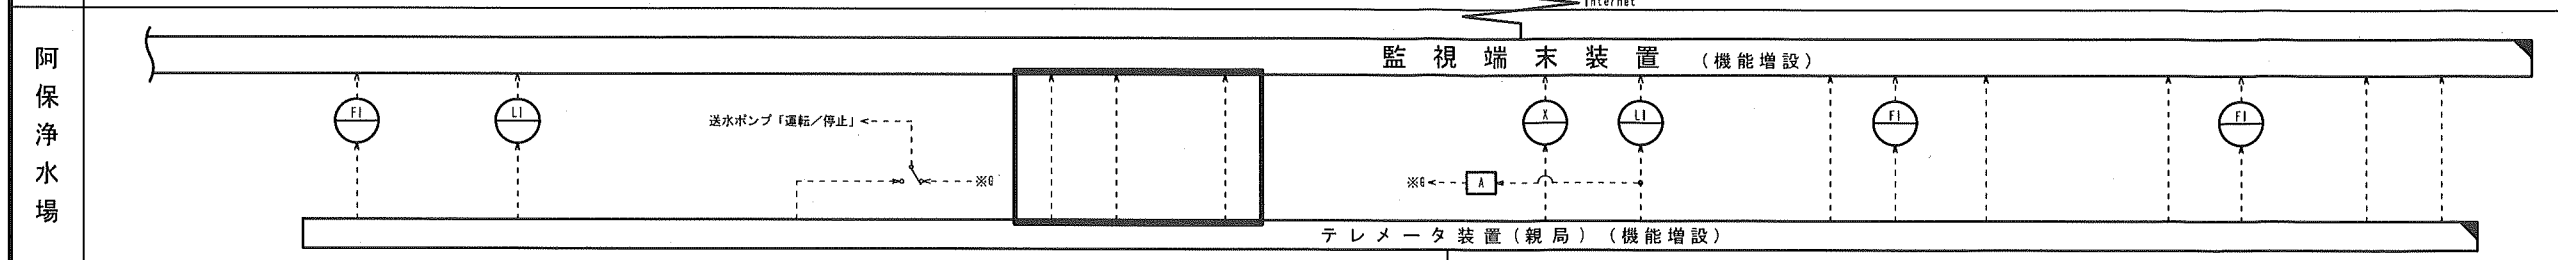 Internet
阿保浄水場
監視端末装置 (機能増設)
FI
LI
送水ポンプ「運転/停止」
X
LI
FI
FI
※G
※G
A
テレメータ装置(親局)(機能増設)